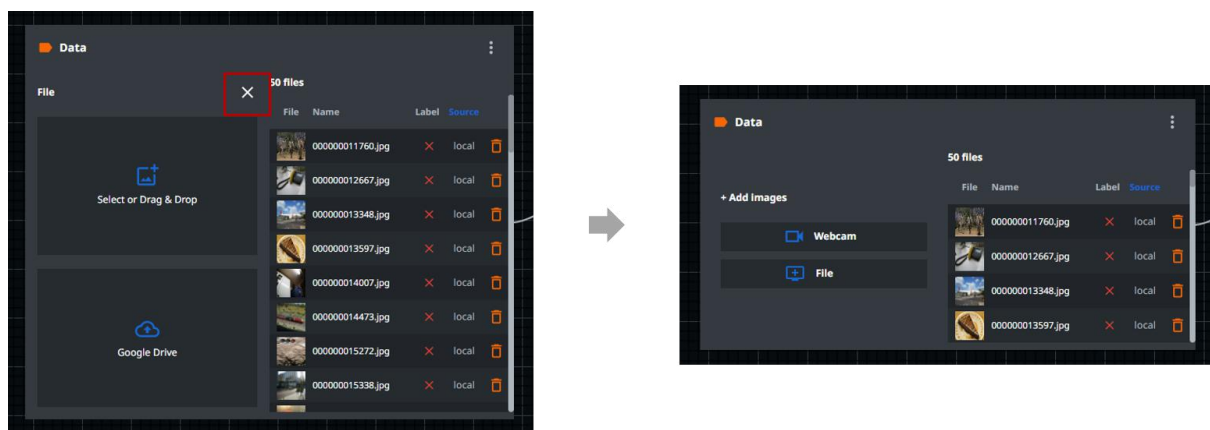 Data
File
50 files
File Name Label Source
000000011760.jpg local
000000012667.jpg local
000000013348.jpg local
000000013597.jpg local
000000014007.jpg local
000000014473.jpg local
000000015272.jpg local
000000015338.jpg local
Select or Drag & Drop
Google Drive
Data
50 files
+ Add Images
Webcam
File
File Name Label Source
000000011760.jpg local
000000012667.jpg local
000000013348.jpg local
000000013597.jpg local